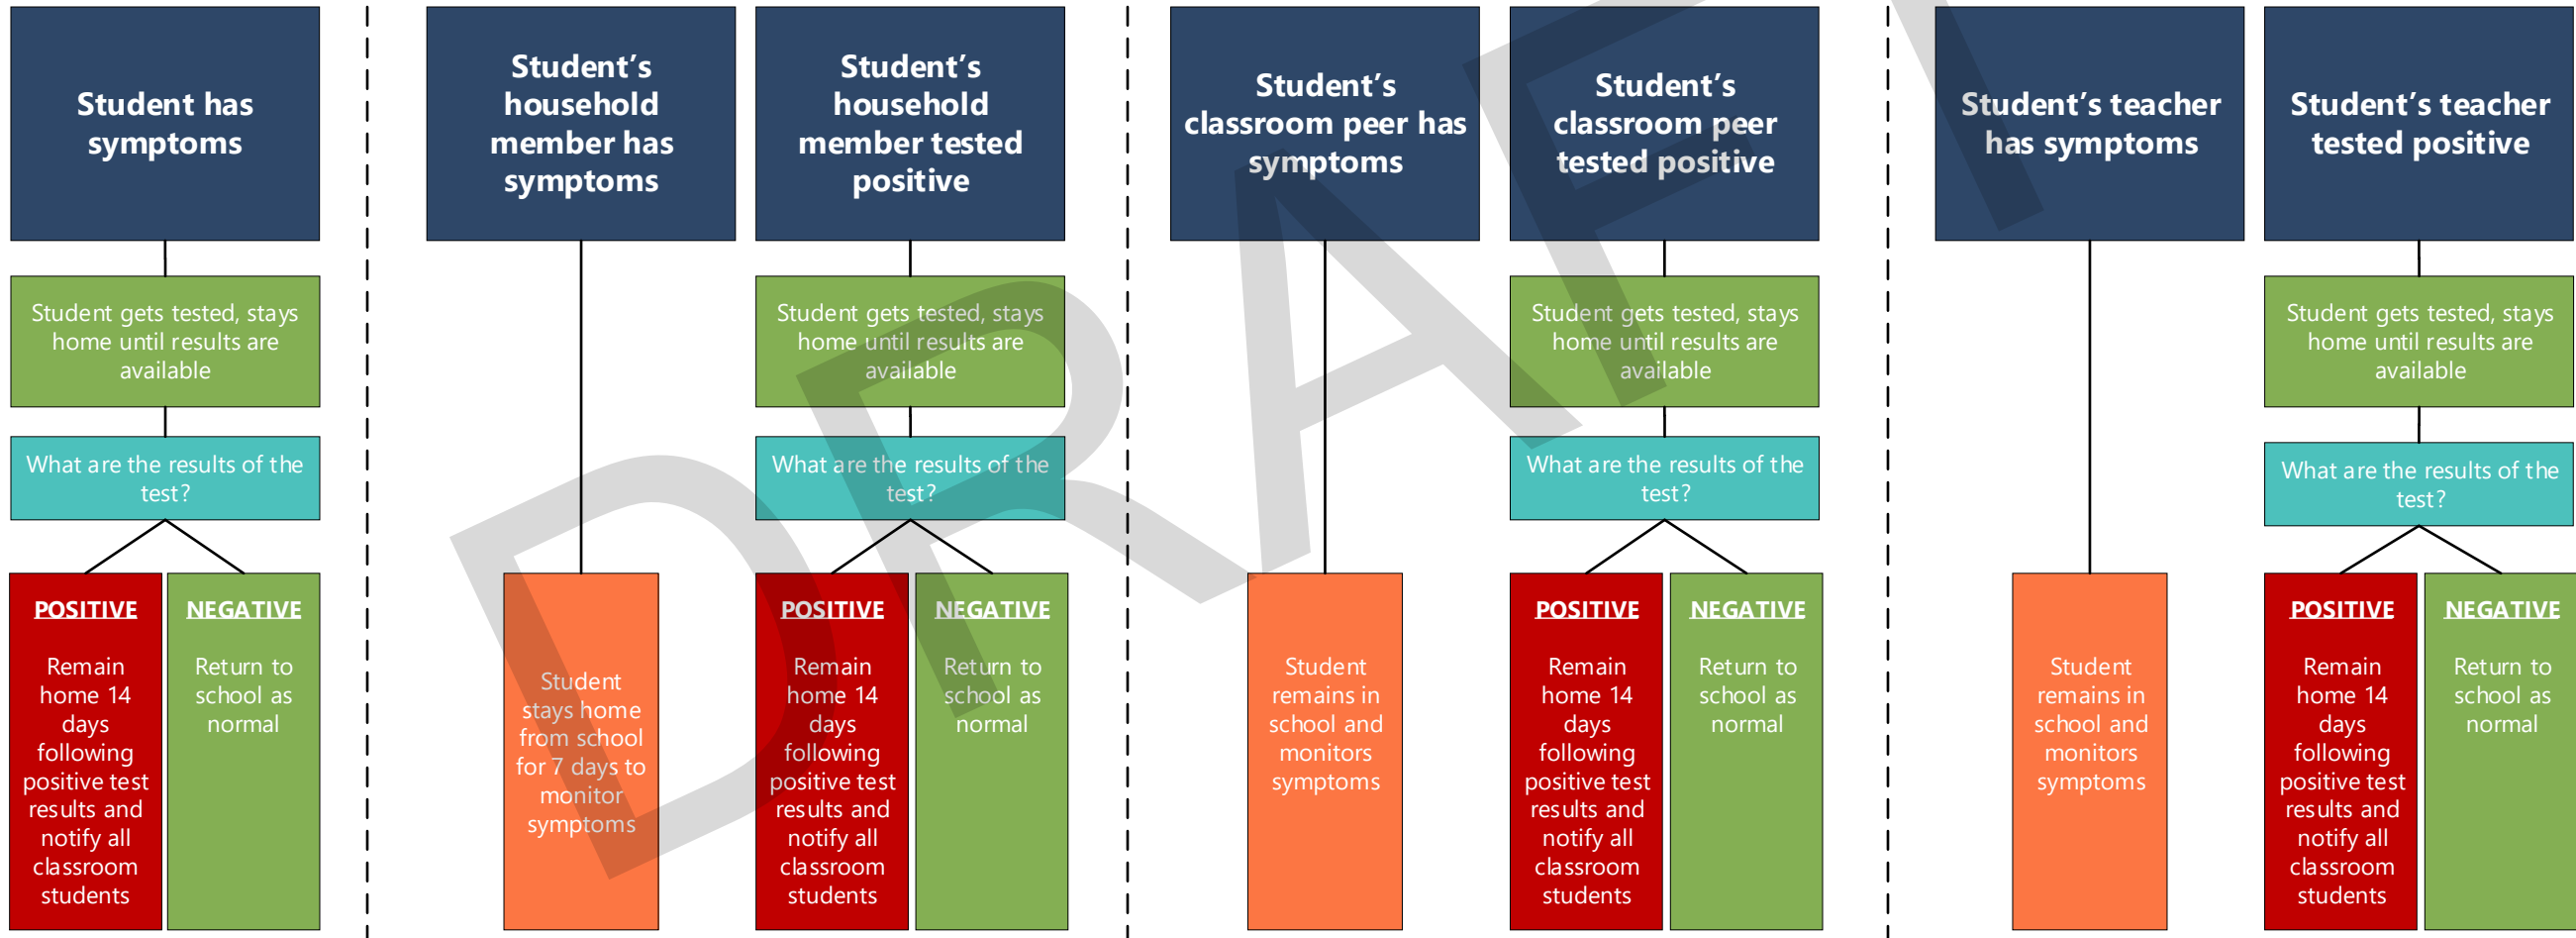 Student has
symptoms
Student's
household
member has
symptoms
Student's
household
member tested
positive
Student's
classroom peer has
symptoms
Student's
classroom peer
tested positive
Student's teacher
has symptoms
Student's teacher
tested positive
Student gets tested, stays
home until results are
available
Student gets tested, stays
home until results are
available
Student gets tested, stays
home until results are
available
Student gets tested, stays
home until results are
available
What are the results of the
test?
What are the results of the
test?
What are the results of the
test?
What are the results of the
test?
POSITIVE
Remain
home 14
days
following
positive test
results and
notify all
classroom
students
NEGATIVE
Return to
school as
normal
Student
stays home
from school
for 7 days to
monitor
symptoms
POSITIVE
Remain
home 14
days
following
positive test
results and
notify all
classroom
students
NEGATIVE
Return to
school as
normal
Student
remains in
school and
monitors
symptoms
POSITIVE
Remain
home 14
days
following
positive test
results and
notify all
classroom
students
NEGATIVE
Return to
school as
normal
Student
remains in
school and
monitors
symptoms
POSITIVE
Remain
home 14
days
following
positive test
results and
notify all
classroom
students
NEGATIVE
Return to
school as
normal
DRAFT